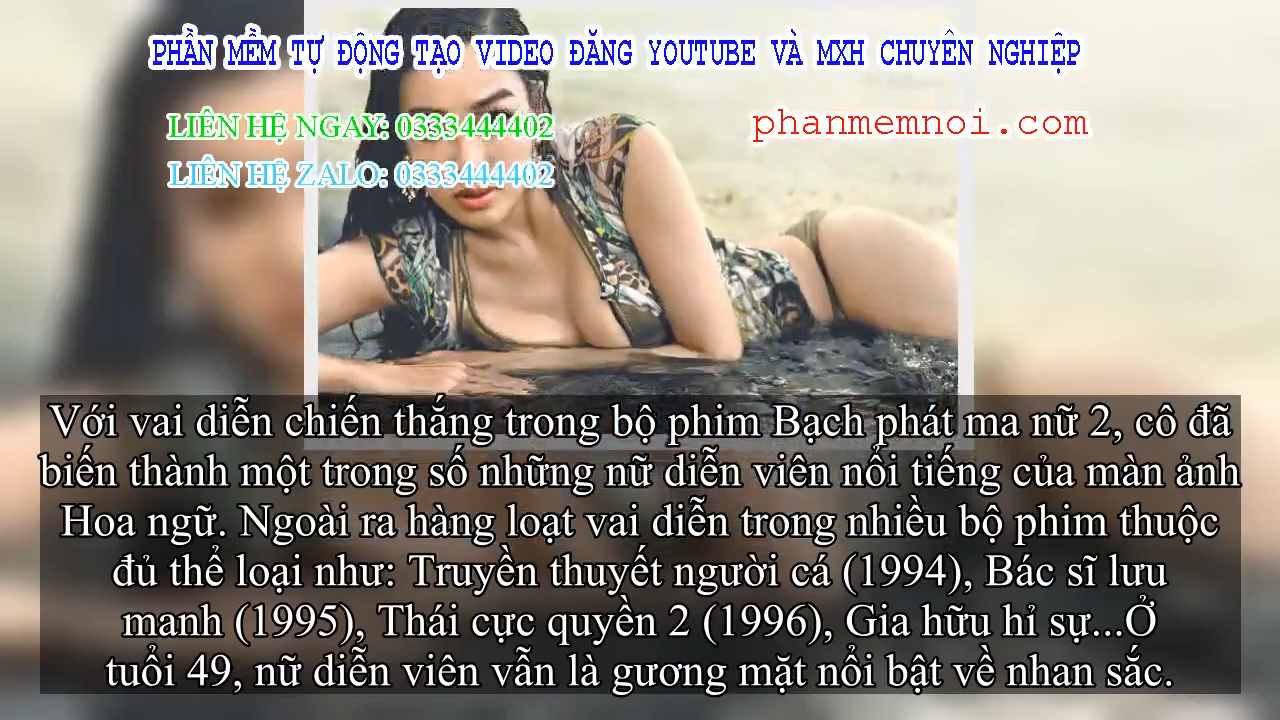 PHẦN MỀM TỰ ĐỘNG TẠO VIDEO ĐĂNG YOUTUBE VÀ MXH CHUYÊN NGHIỆP
LIÊN HỆ NGAY: 0333444402
phanmemnoi.com
LIÊN HỆ ZALO: 0333444402
Với vai diễn chiến thắng trong bộ phim Bạch phát ma nữ 2, cô đã
biến thành một trong số những nữ diễn viên nổi tiếng của màn ảnh
Hoa ngữ. Ngoài ra hàng loạt vai diễn trong nhiều bộ phim thuộc
đủ thể loại như: Truyền thuyết người cá (1994), Bác sĩ lưu
manh (1995), Thái cực quyền 2 (1996), Gia hữu hỉ sự...Ở
tuổi 49, nữ diễn viên vẫn là gương mặt nổi bật về nhan sắc.